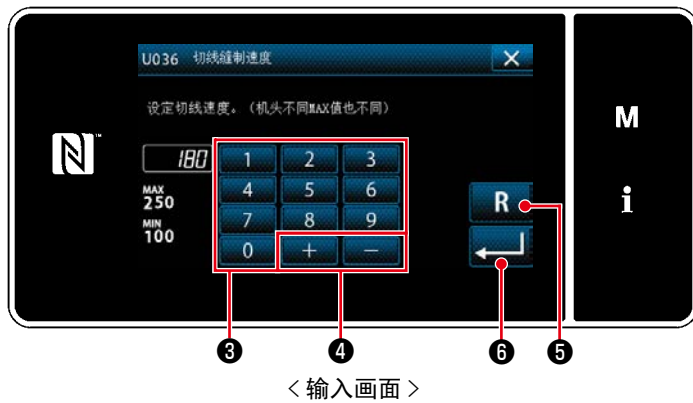 U036 切线缝制速度
设定切线速度。（机头不同MAX值也不同）
M
N
180
1 2 3
MAX
250
4 5 6
R
i
MIN
100
7 8 9
0 + −
❸ ❹ ❻ ❺
<输入画面>